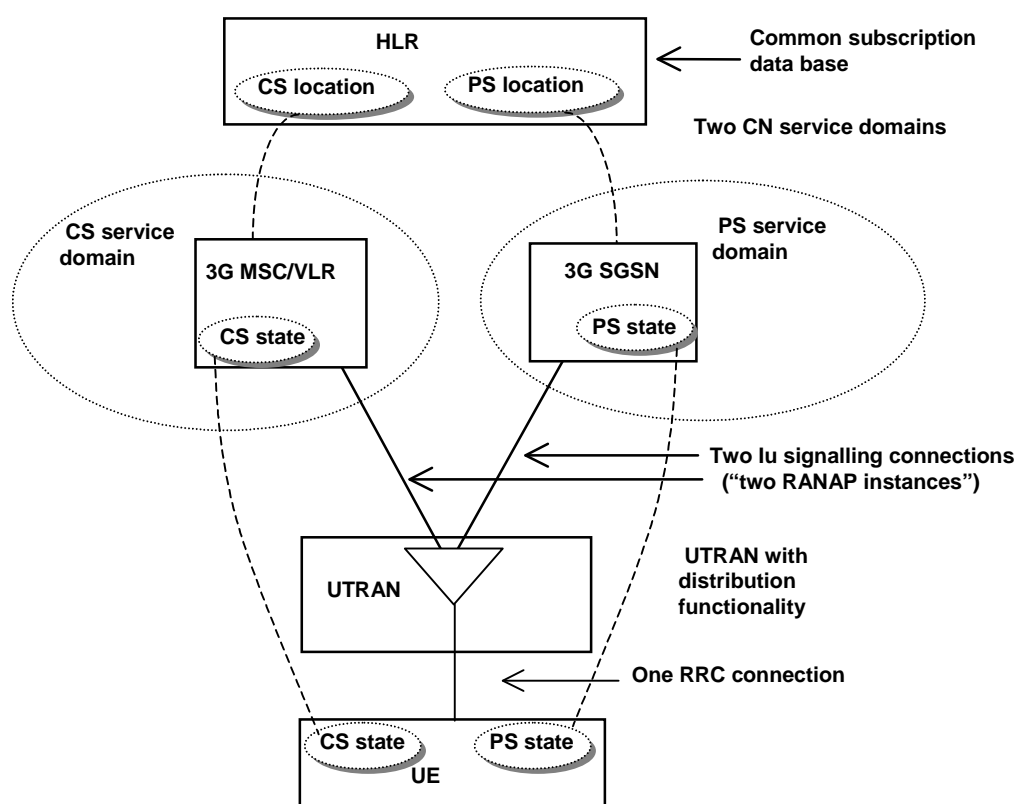 HLR
Common subscription
data base
CS location
PS location
Two CN service domains
CS service
domain
PS service
domain
3G MSC/VLR
3G SGSN
CS state
PS state
Two Iu signalling connections
(“two RANAP instances”)
UTRAN
UTRAN with
distribution
functionality
One RRC connection
CS state
PS state
UE